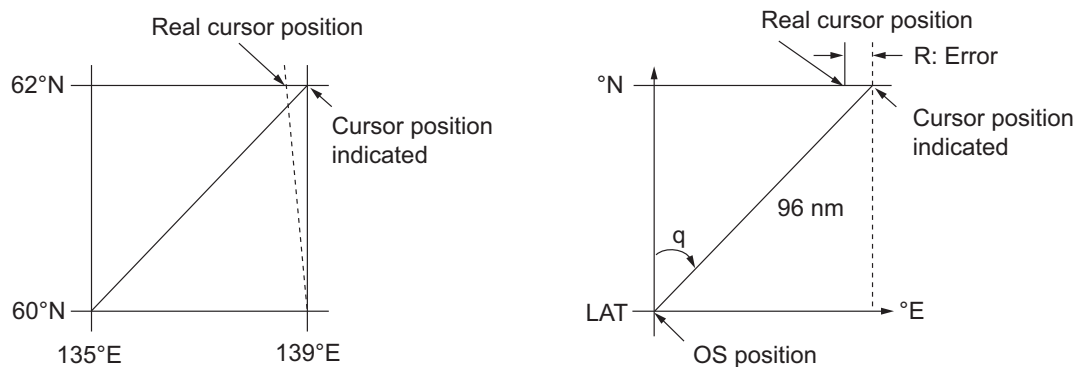 Real cursor position
62°N
Cursor position
indicated
60°N
135°E
139°E
Real cursor position
R: Error
°N
Cursor position
indicated
96 nm
q
LAT
°E
OS position